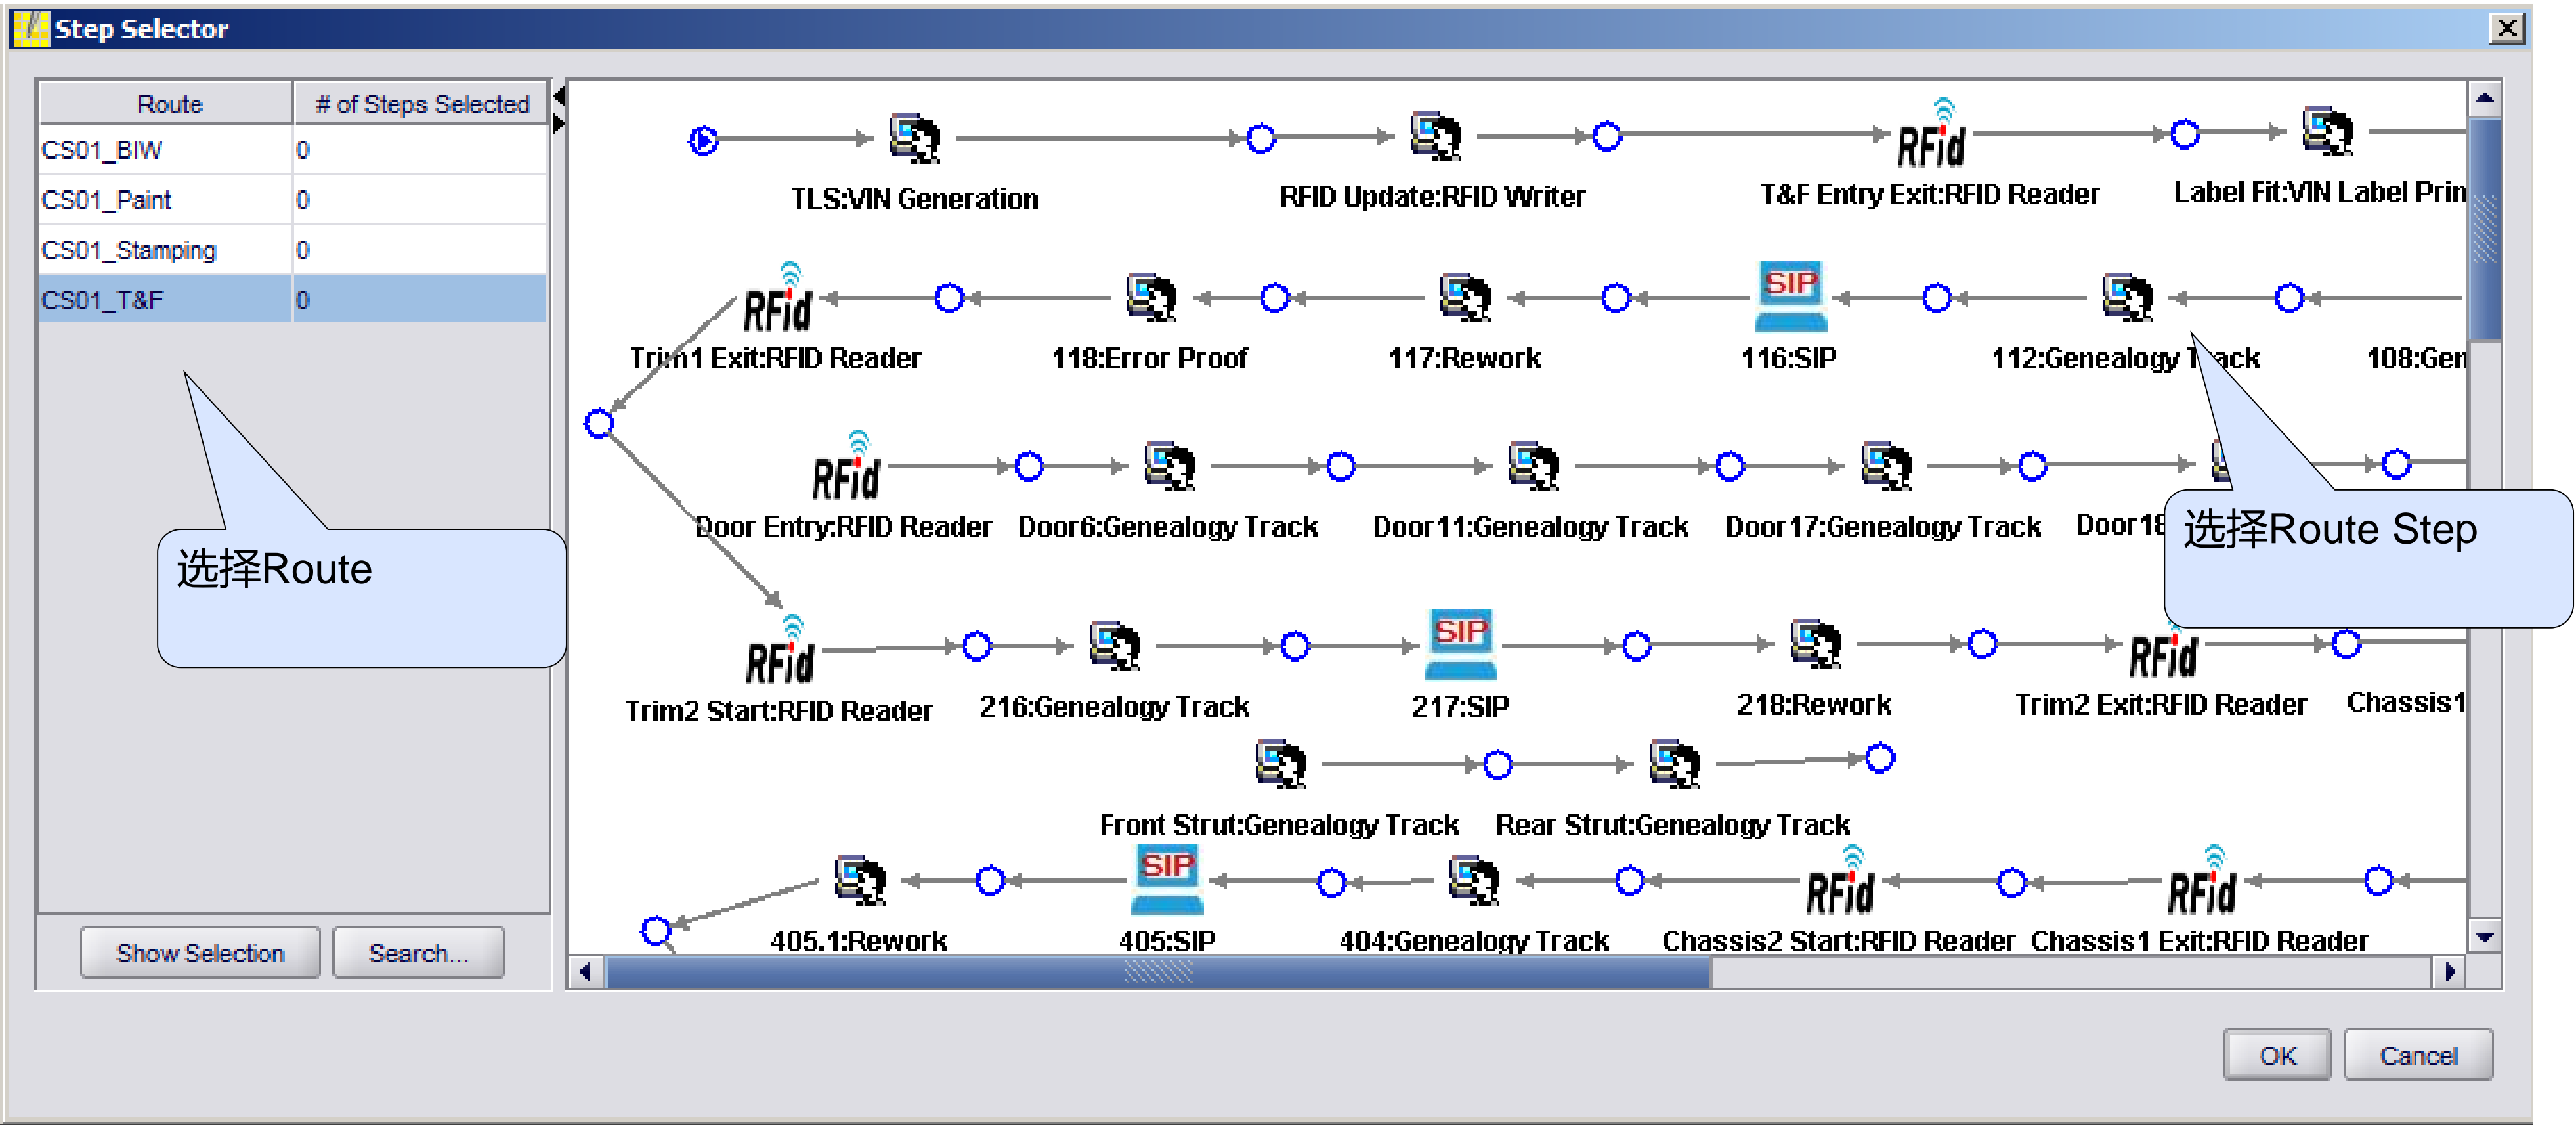 Step Selector
Route # of Steps Selected
CS01_BIW 0
CS01_Paint 0
CS01_Stamping 0
CS01_T&F 0
选择Route
Show Selection Search...
RFid
TLS:VIN Generation RFID Update:RFID Writer T&F Entry Exit:RFID Reader Label Fit:VIN Label Prin
RFid SIP
Trim1 Exit:RFID Reader 118:Error Proof 117:Rework 116:SIP 112:Genealogy Track 108:Gen
RFid
Door Entry:RFID Reader Door6:Genealogy Track Door11:Genealogy Track Door17:Genealogy Track Door18
选择Route Step
RFid SIP RFid
Trim2 Start:RFID Reader 216:Genealogy Track 217:SIP 218:Rework Trim2 Exit:RFID Reader Chassis1
Front Strut:Genealogy Track Rear Strut:Genealogy Track
SIP RFid RFid
405.1:Rework 405:SIP 404:Genealogy Track Chassis2 Start:RFID Reader Chassis1 Exit:RFID Reader
OK Cancel